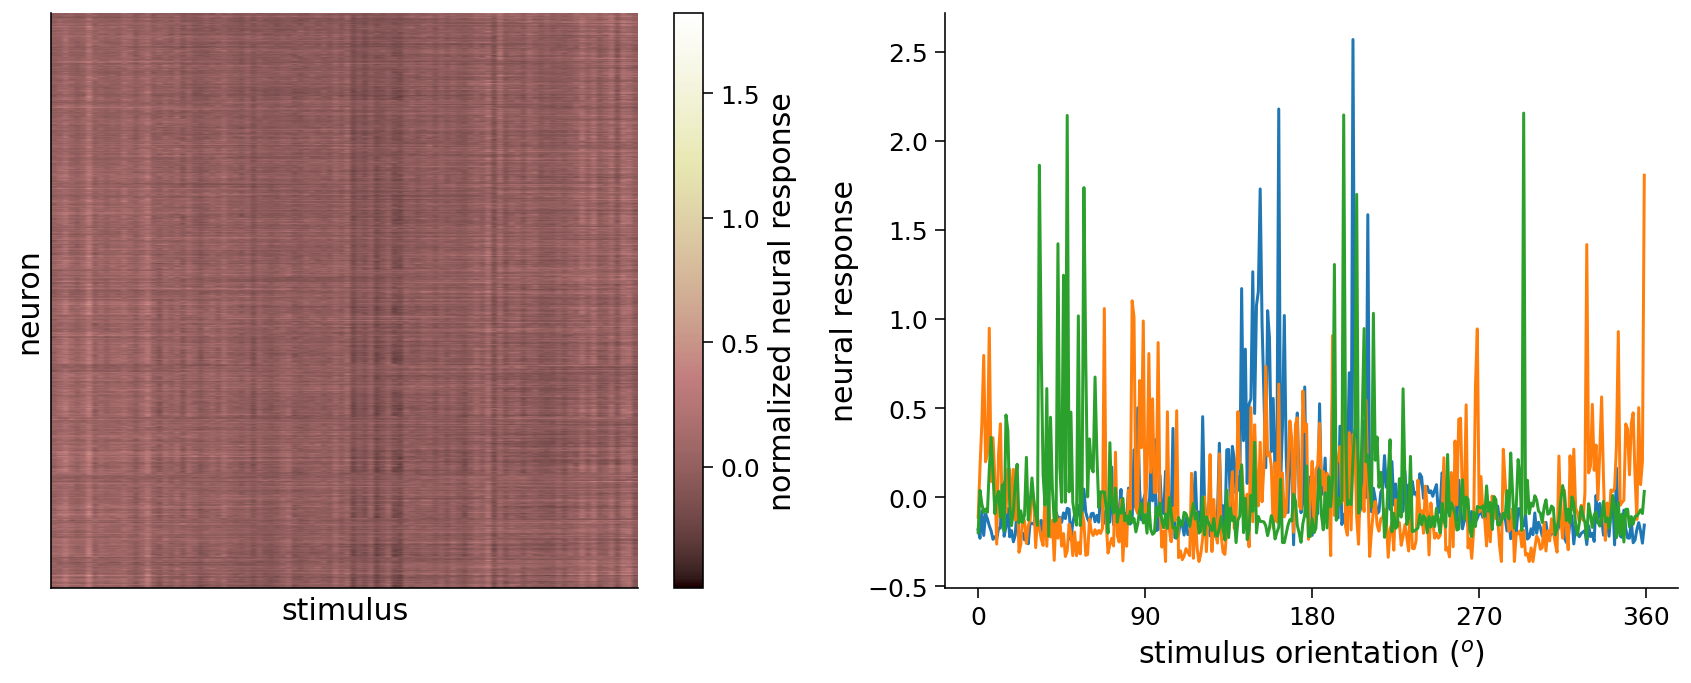 neuron
stimulus
1.5
1.0
0.5
0.0
normalized neural response
neural response
2.5
2.0
1.5
1.0
0.5
0.0
−0.5
0 90 180 270 360
stimulus orientation (o)